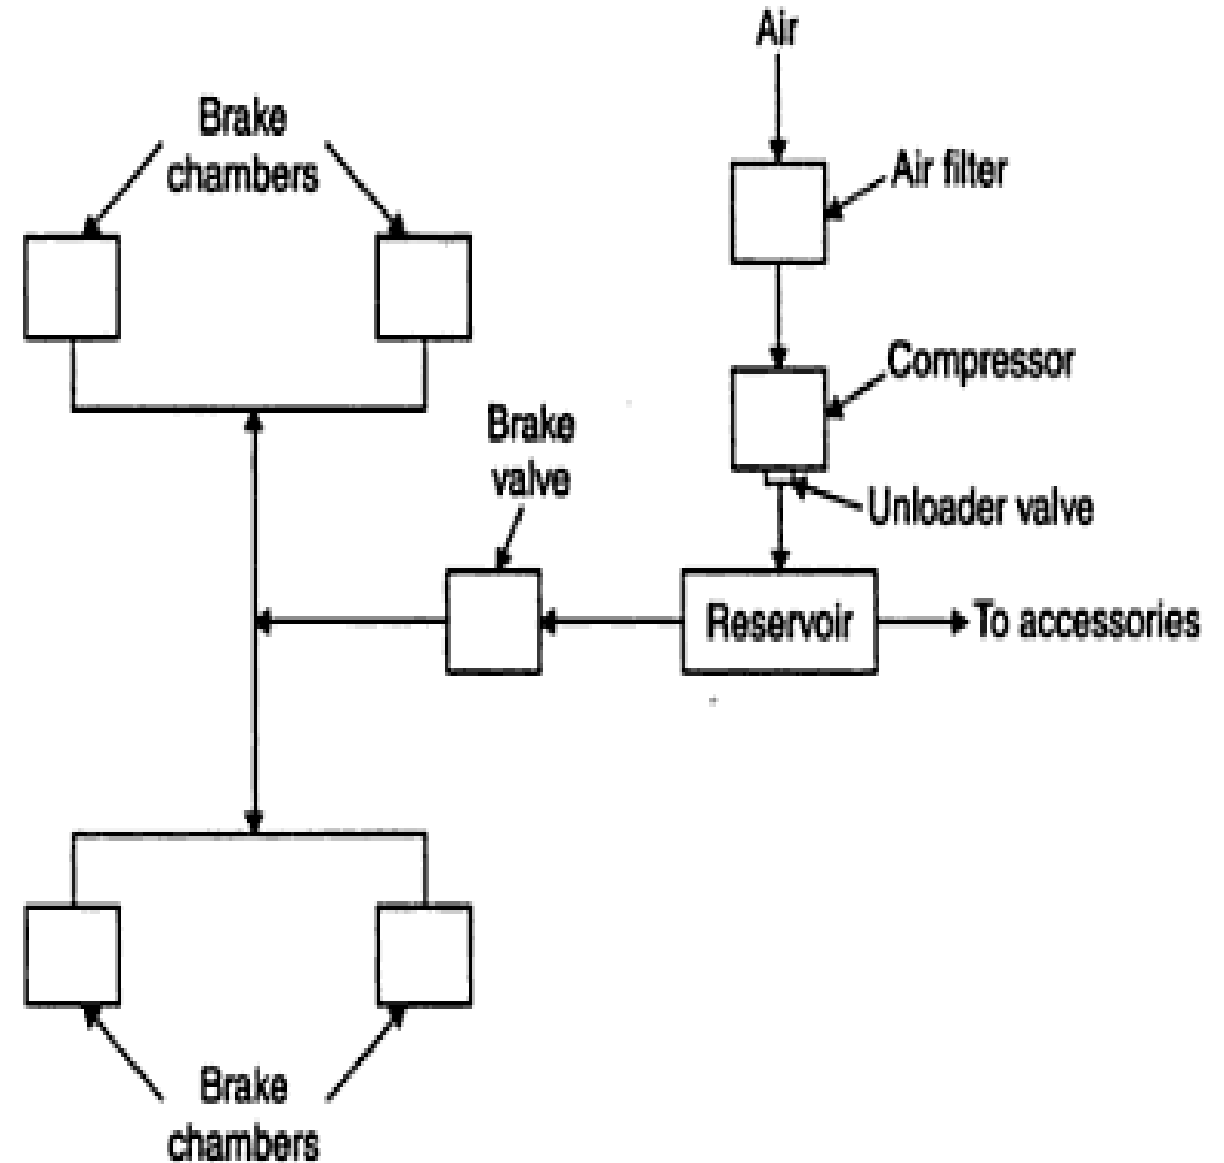 Air
Brake
chambers
Air filter
Compressor
Brake
valve
Unloader valve
Reservoir
To accessories
Brake
chambers